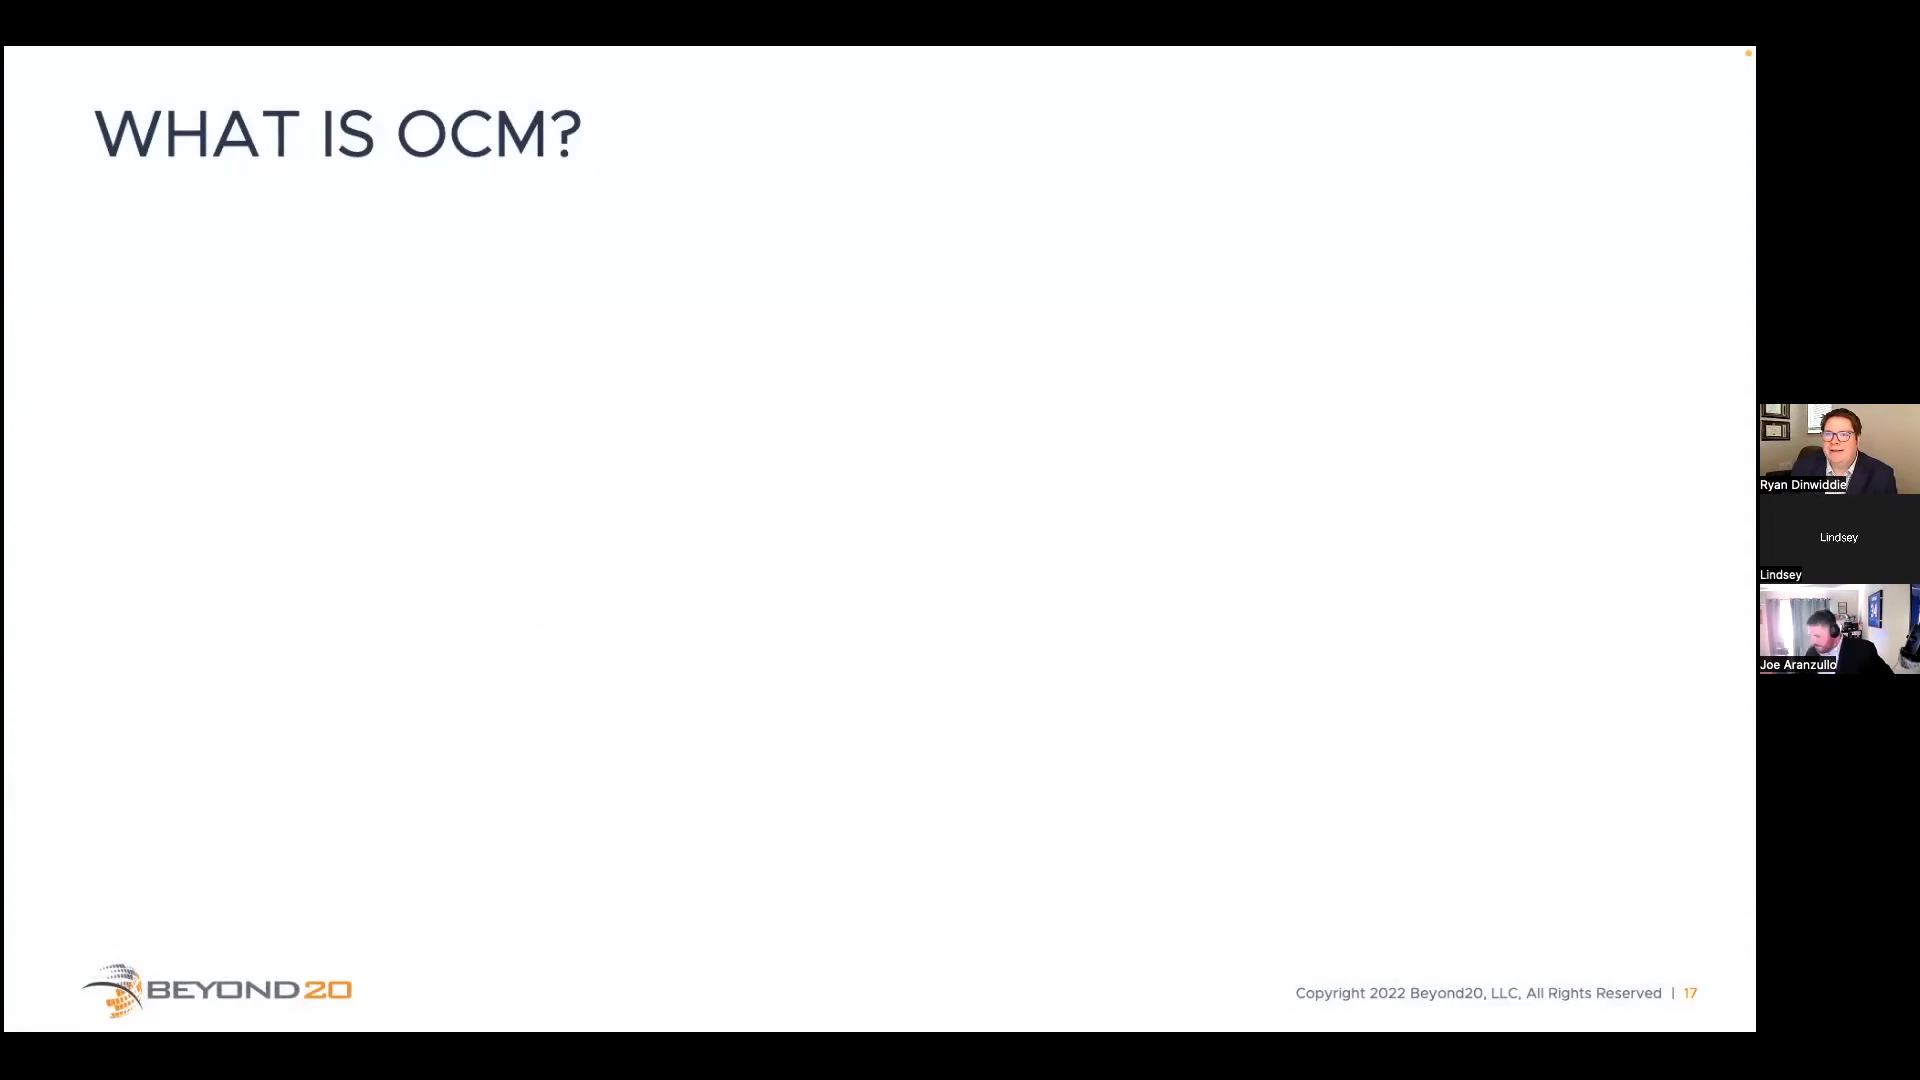 WHAT IS OCM?
Ryan Dinwiddie
Lindsey
Lindsey
Joe Aranzullo
BEYOND20
Copyright 2022 Beyond20, LLC, All Rights Reserved | 17